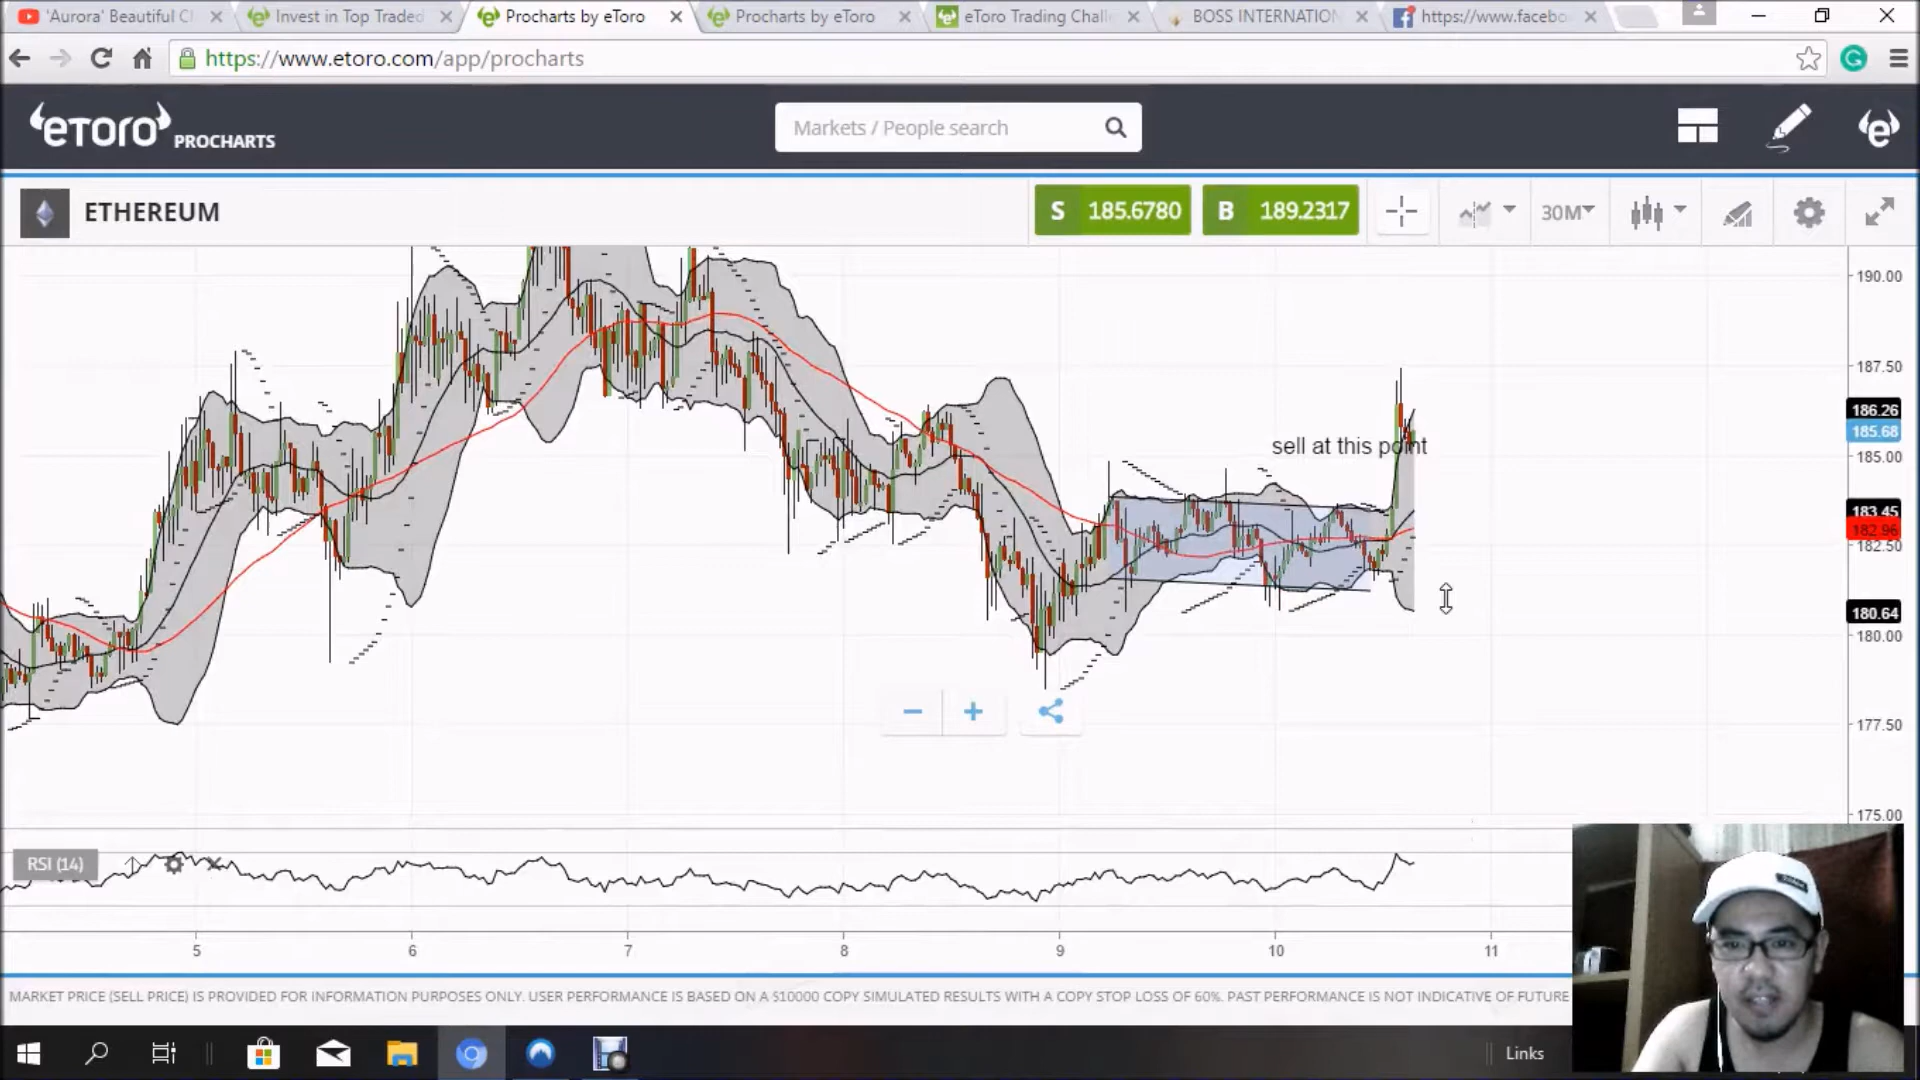 'Aurora' Beautiful Cl
Invest in Top Traded
Procharts by eToro
Procharts by eToro
eToro Trading Chall
BOSS INTERNATION
https://www.facebo
https://www.etoro.com/app/procharts
eToro PROCHARTS
Markets / People search
ETHEREUM
S 185.6780
B 189.2317
30M
190.00
187.50
186.26
185.68
sell at this point
185.00
183.45
182.96
182.50
180.64
180.00
177.50
175.00
RSI (14)
5 6 7 8 9 10 11
MARKET PRICE (SELL PRICE) IS PROVIDED FOR INFORMATION PURPOSES ONLY. USER PERFORMANCE IS BASED ON A $10000 COPY SIMULATED RESULTS WITH A COPY STOP LOSS OF 60%. PAST PERFORMANCE IS NOT INDICATIVE OF FUTURE
Links